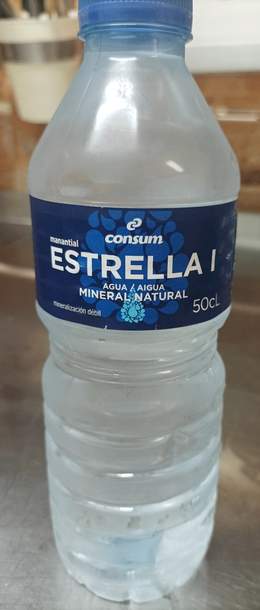 consum
manantial
ESTRELLA I
AGUA / AIGUA
MINERAL NATURAL
mineralización débil
50cL